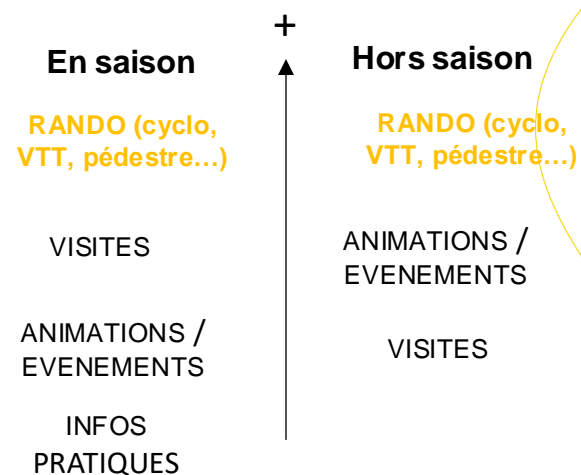 +
En saison
RANDO (cyclo,
VTT, pédestre...)
VISITES
ANIMATIONS /
EVENEMENTS
INFOS
PRATIQUES
Hors saison
RANDO (cyclo,
VTT, pédestre...)
ANIMATIONS /
EVENEMENTS
VISITES